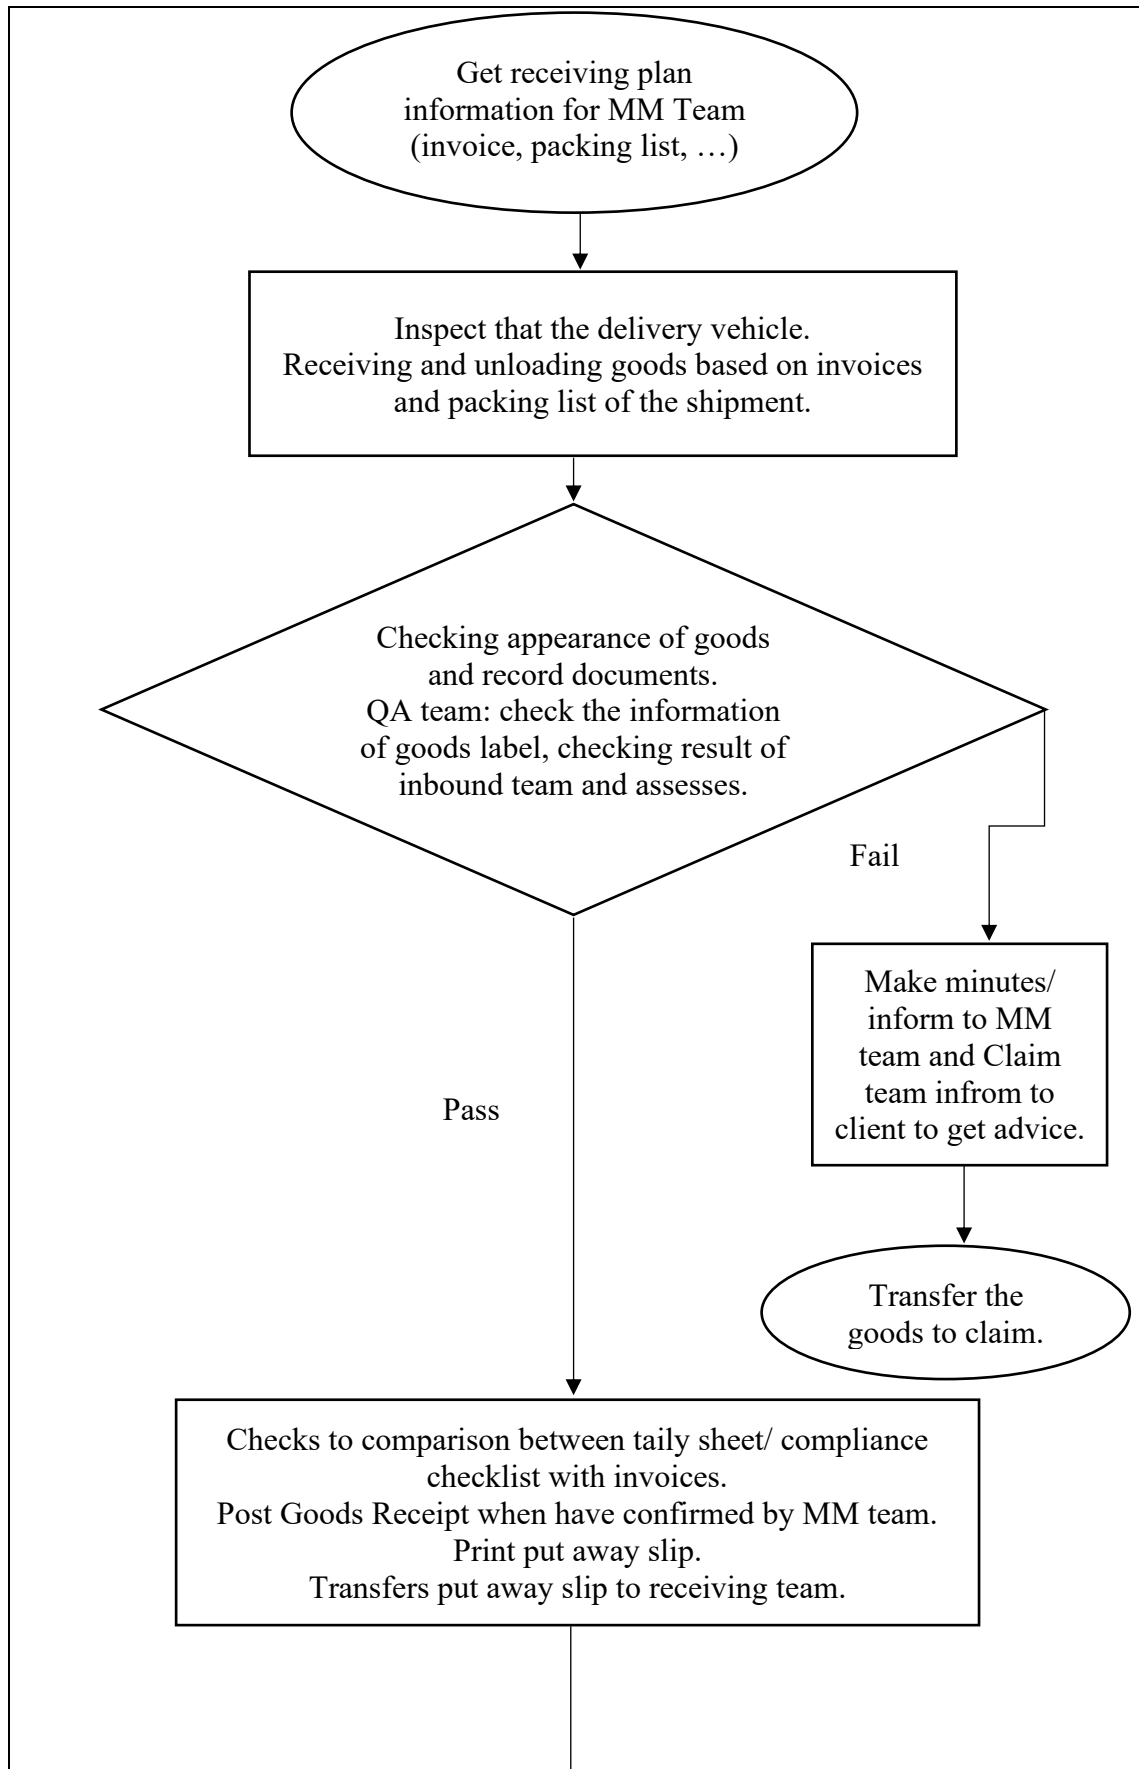 Get receiving plan
information for MM Team
(invoice, packing list, …)
Inspect that the delivery vehicle.
Receiving and unloading goods based on invoices
and packing list of the shipment.
Checking appearance of goods
and record documents.
QA team: check the information
of goods label, checking result of
inbound team and assesses.
Fail
Make minutes/
inform to MM
team and Claim
team infrom to
client to get advice.
Pass
Transfer the
goods to claim.
Checks to comparison between taily sheet/ compliance
checklist with invoices.
Post Goods Receipt when have confirmed by MM team.
Print put away slip.
Transfers put away slip to receiving team.